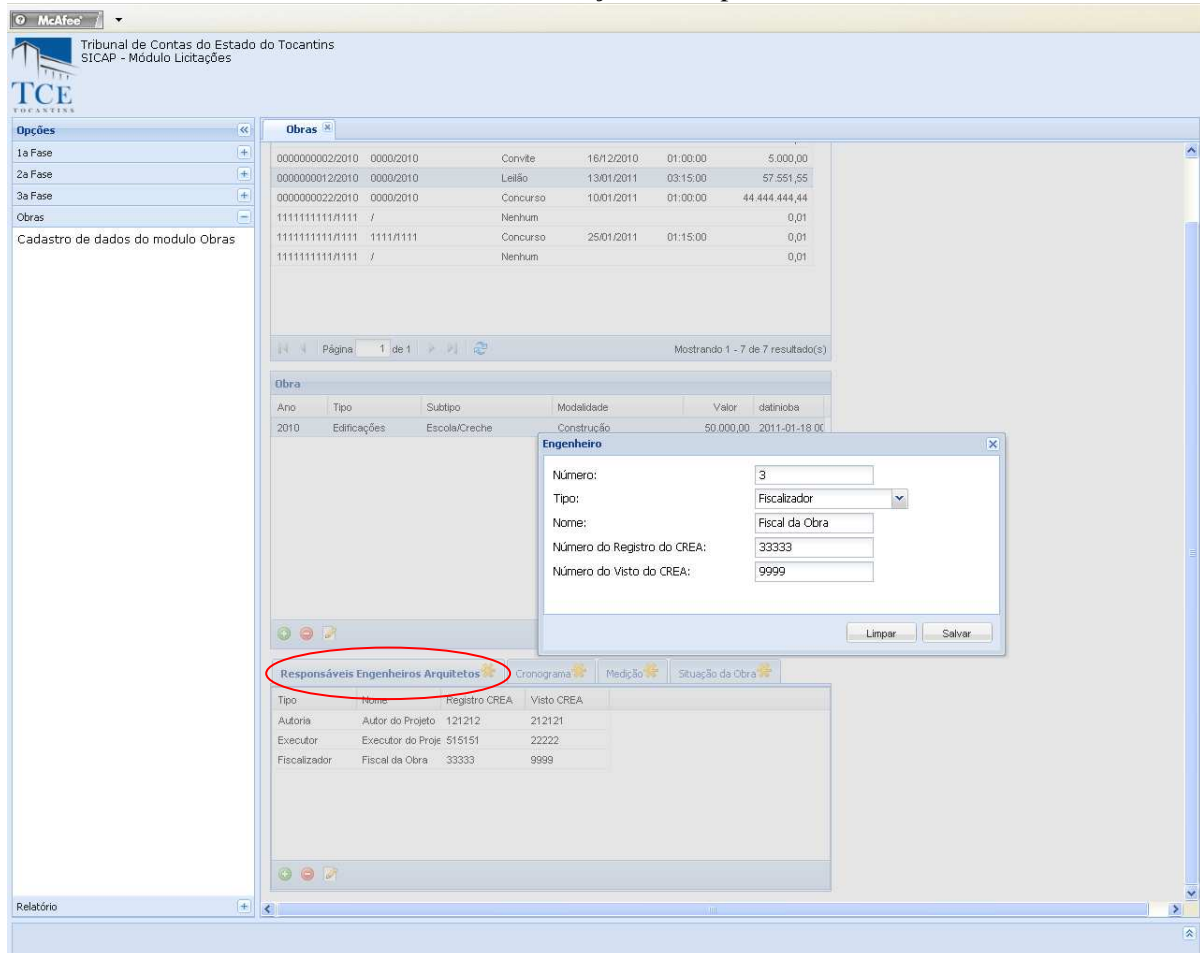 McAfee
Tribunal de Contas do Estado do Tocantins
SICAP - Módulo Licitações
TCE
TOCANTINS
Opções
1a Fase
2a Fase
3a Fase
Obras
Cadastro de dados do modulo Obras
Relatório
Obras
0000000002/2010 0000/2010 Convite 16/12/2010 01:00:00 5.000,00
0000000012/2010 0000/2010 Leilão 13/01/2011 03:15:00 57.551,55
0000000022/2010 0000/2010 Concurso 10/01/2011 01:00:00 44.444.444,44
1111111111/1111 / Nenhum 0,01
1111111111/1111 1111/1111 Concurso 25/01/2011 01:15:00 0,01
1111111111/1111 / Nenhum 0,01
Página 1 de 1 Mostrando 1 - 7 de 7 resultado(s)
Obra
Ano Tipo Subtipo Modalidade Valor datinioba
2010 Edificações Escola/Creche Construção 50.000,00 2011-01-18 00
Engenheiro
Número: 3
Tipo: Fiscalizador
Nome: Fiscal da Obra
Número do Registro do CREA: 33333
Número do Visto do CREA: 9999
Limpar Salvar
Responsáveis Engenheiros Arquitetos Cronograma Medição Situação da Obra
Tipo Nome Registro CREA Visto CREA
Autoria Autor do Projeto 121212 212121
Executor Executor do Proje 515151 22222
Fiscalizador Fiscal da Obra 33333 9999